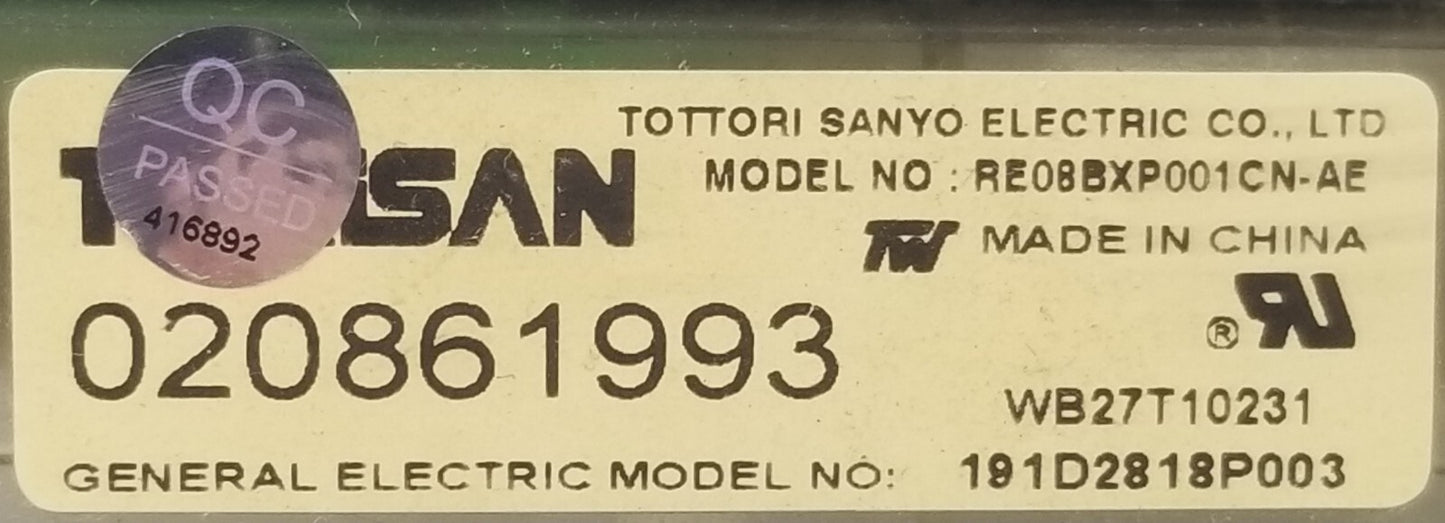 QC
PASSED
416892
TOTTORI SANYO ELECTRIC CO., LTD
MODEL NO : RE08BXP001CN-AE
MADE IN CHINA
020861993
®
WB27T10231
GENERAL ELECTRIC MODEL NO: 191D2818P003